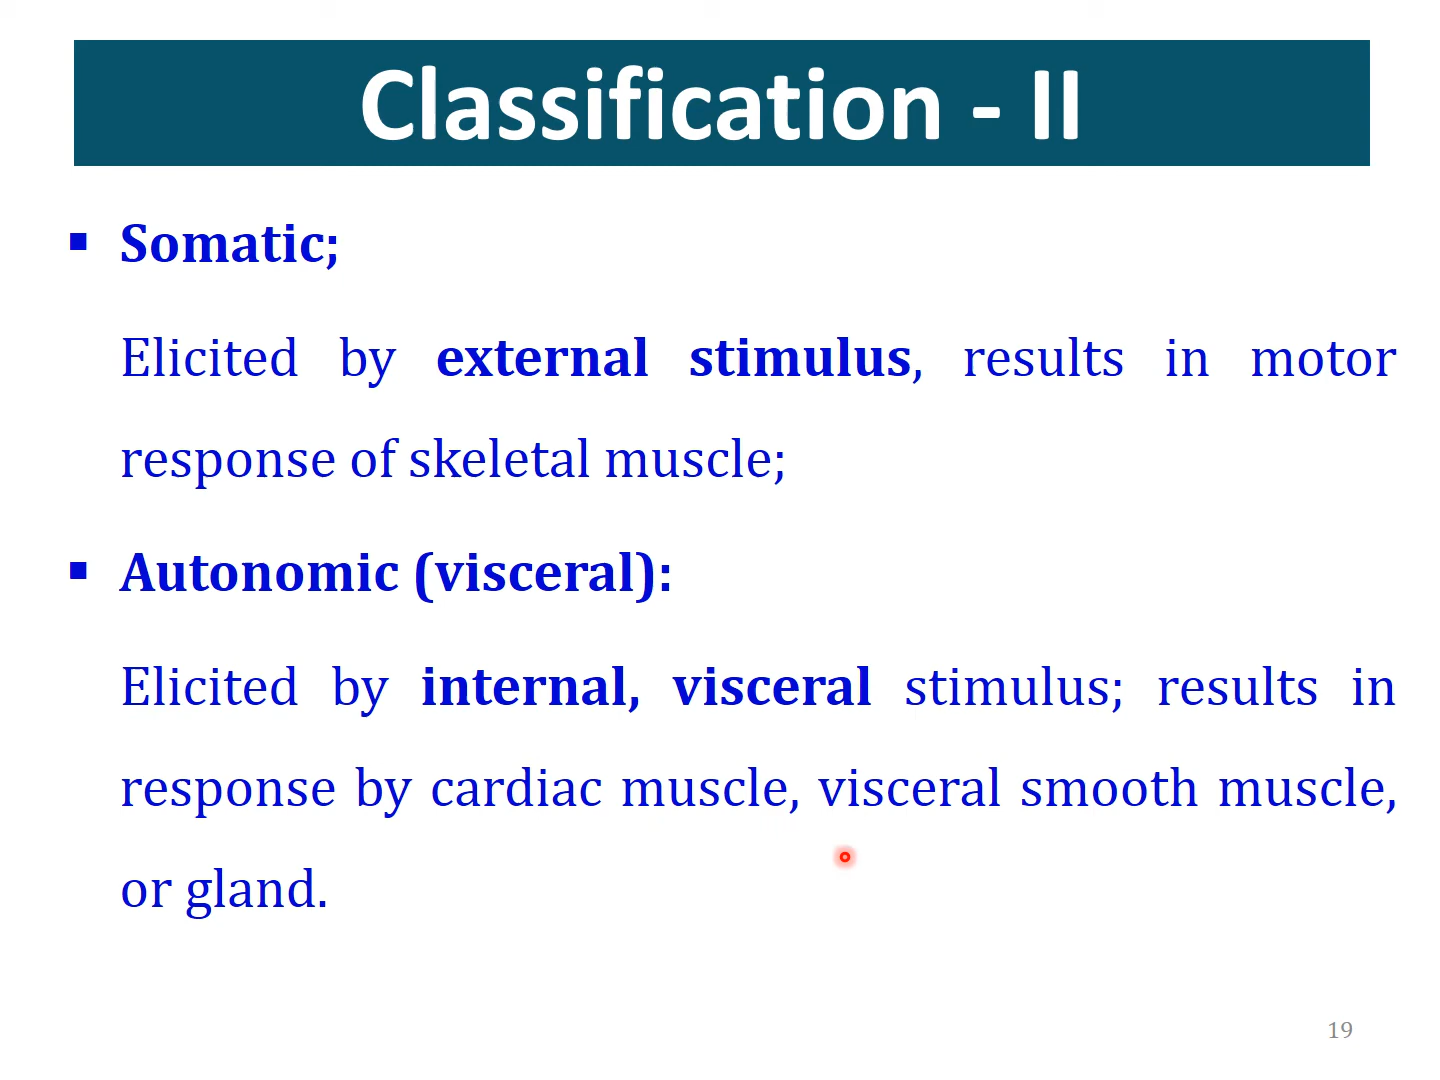 Classification - II
▪ Somatic;
Elicited by external stimulus, results in motor
response of skeletal muscle;
▪ Autonomic (visceral):
Elicited by internal, visceral stimulus; results in
response by cardiac muscle, visceral smooth muscle,
or gland.
19